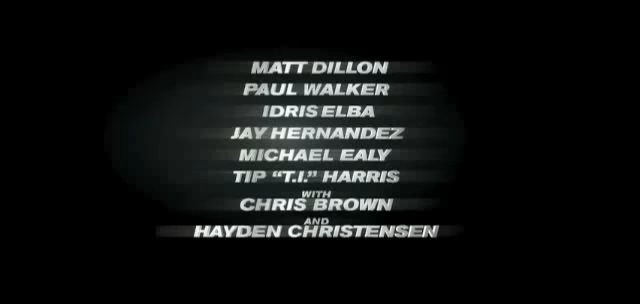 MATT DILLON
PAUL WALKER
IDRIS ELBA
JAY HERNANDEZ
MICHAEL EALY
TIP “T.I.” HARRIS
WITH
CHRIS BROWN
AND
HAYDEN CHRISTENSEN